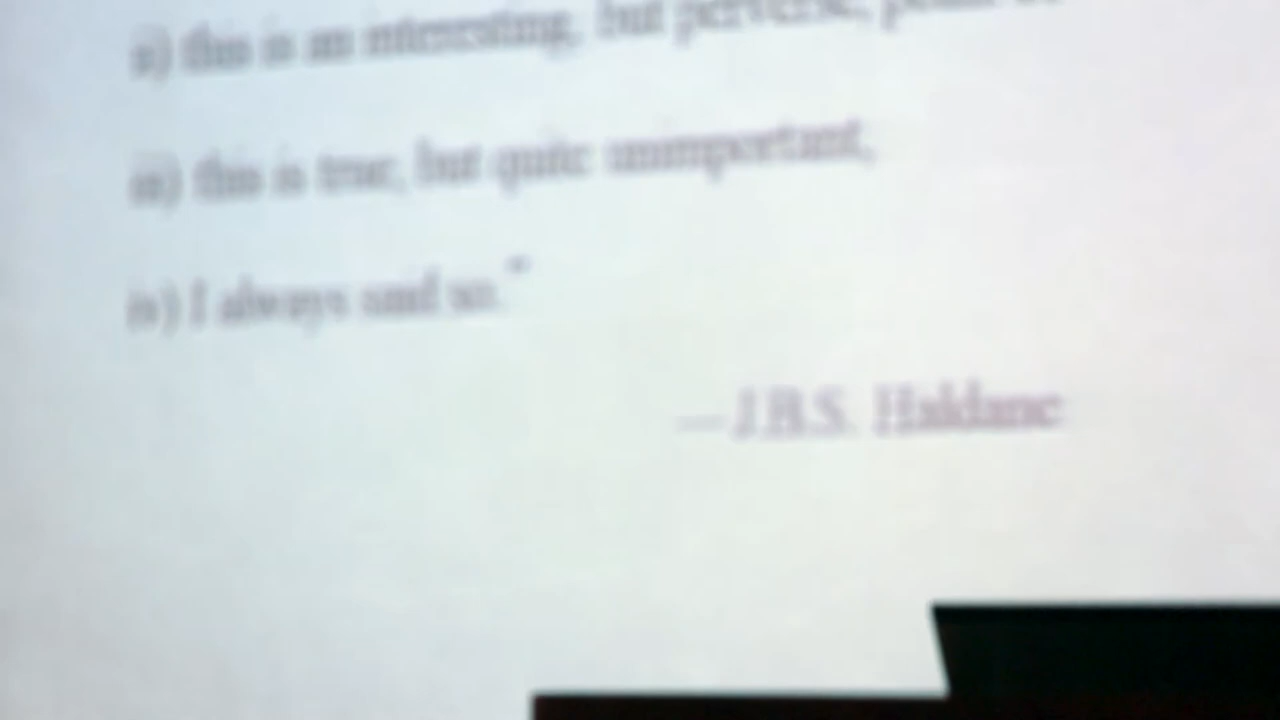 ii) this is an interesting, but perverse, point of
iii) this is true, but quite unimportant,
iv) I always said so."
—J.B.S. Haldane